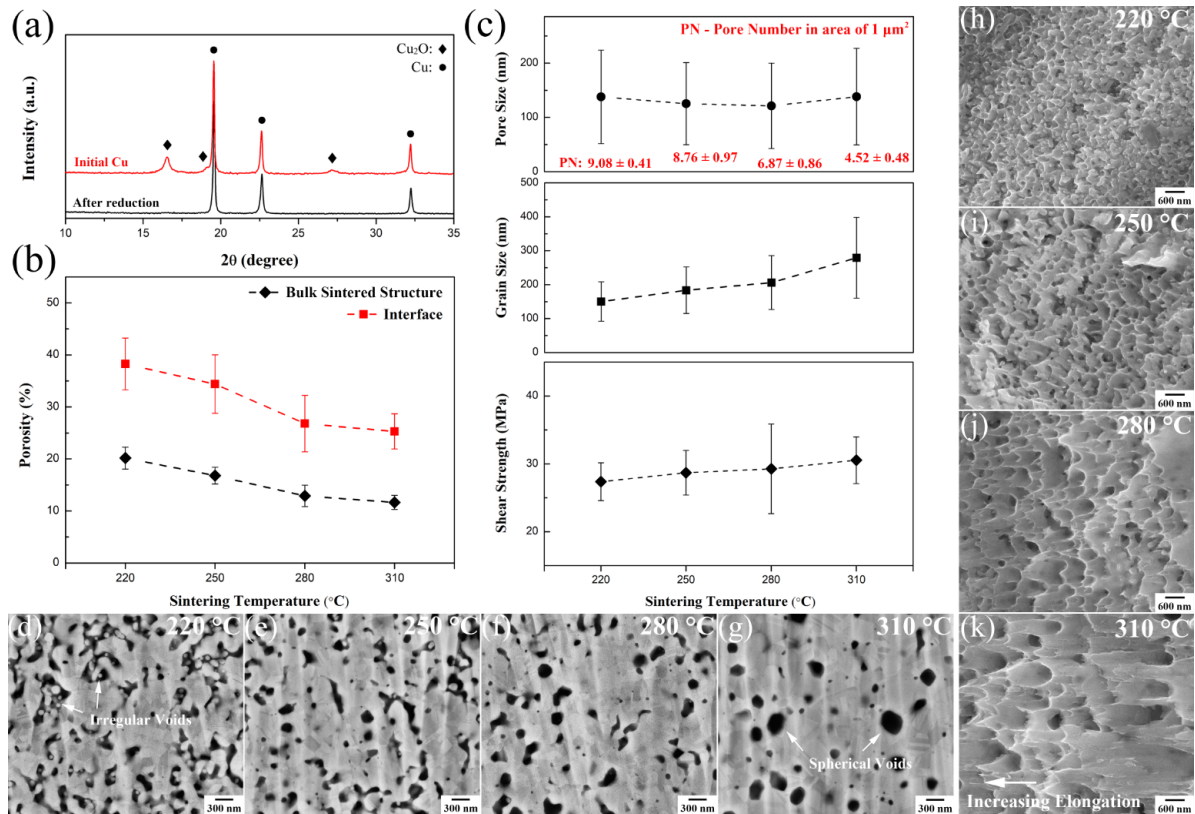 (a)
Cu₂O: ◆
Cu: ●
Intensity (a.u.)
Initial Cu
After reduction
10 15 20 25 30 35
2θ (degree)
(b)
Bulk Sintered Structure
Interface
Porosity (%)
50
40
30
20
10
0
220 250 280 310
Sintering Temperature (°C)
(c)
PN - Pore Number in area of 1 μm²
Pore Size (nm)
200
150
100
50
0
PN: 9.08 ± 0.41 8.76 ± 0.97 6.87 ± 0.86 4.52 ± 0.48
Grain Size (nm)
500
400
300
200
100
0
Shear Strength (MPa)
40
30
20
220 250 280 310
Sintering Temperature (°C)
(d) 220 °C
Irregular Voids
300 nm
(e) 250 °C
300 nm
(f) 280 °C
300 nm
(g) 310 °C
Spherical Voids
300 nm
(h) 220 °C
600 nm
(i) 250 °C
600 nm
(j) 280 °C
600 nm
(k) 310 °C
Increasing Elongation
600 nm